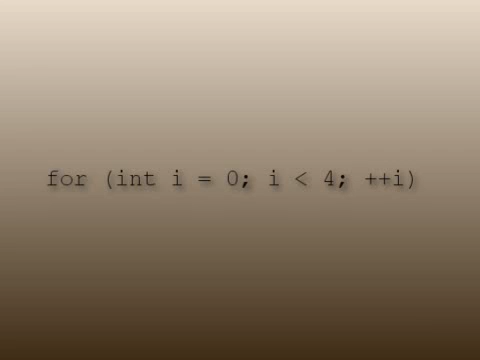 for (int i = 0; i < 4; ++i)